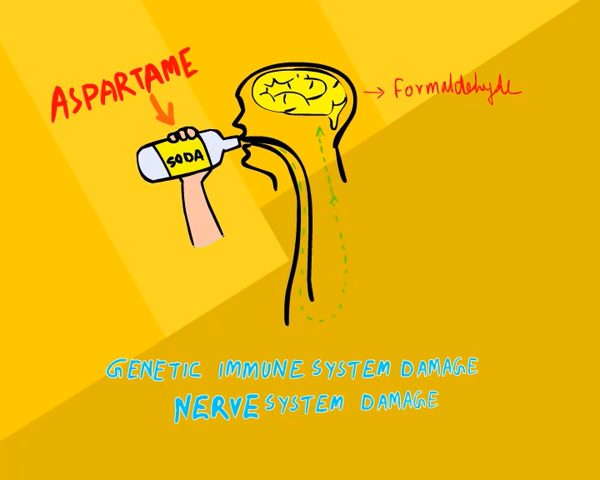 ASPARTAME
SODA
Formaldehyde
GENETIC IMMUNE SYSTEM DAMAGE
NERVE SYSTEM DAMAGE